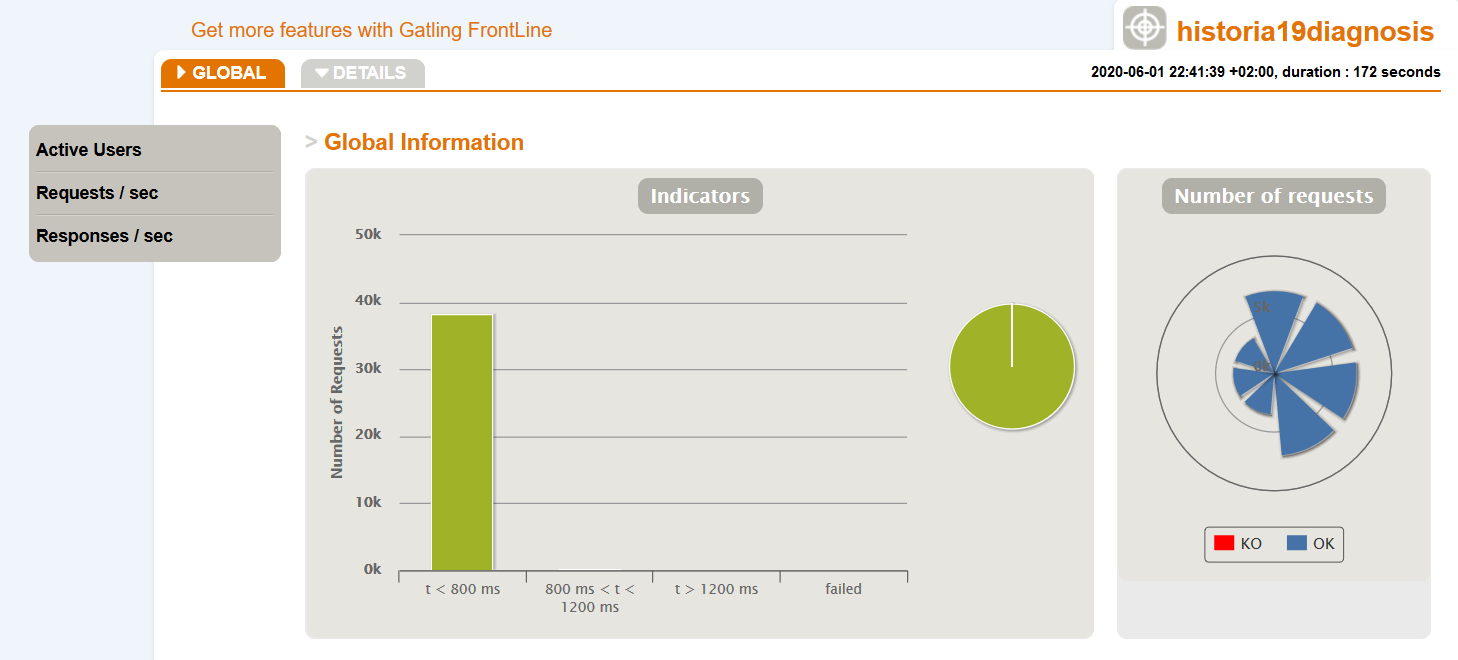 Get more features with Gatling FrontLine
historia19diagnosis
GLOBAL
DETAILS
2020-06-01 22:41:39 +02:00, duration : 172 seconds
Active Users
Requests / sec
Responses / sec
> Global Information
Indicators
Number of Requests
50k
40k
30k
20k
10k
0k
t < 800 ms
800 ms < t <
1200 ms
t > 1200 ms
failed
Number of requests
5k
0k
KO
OK